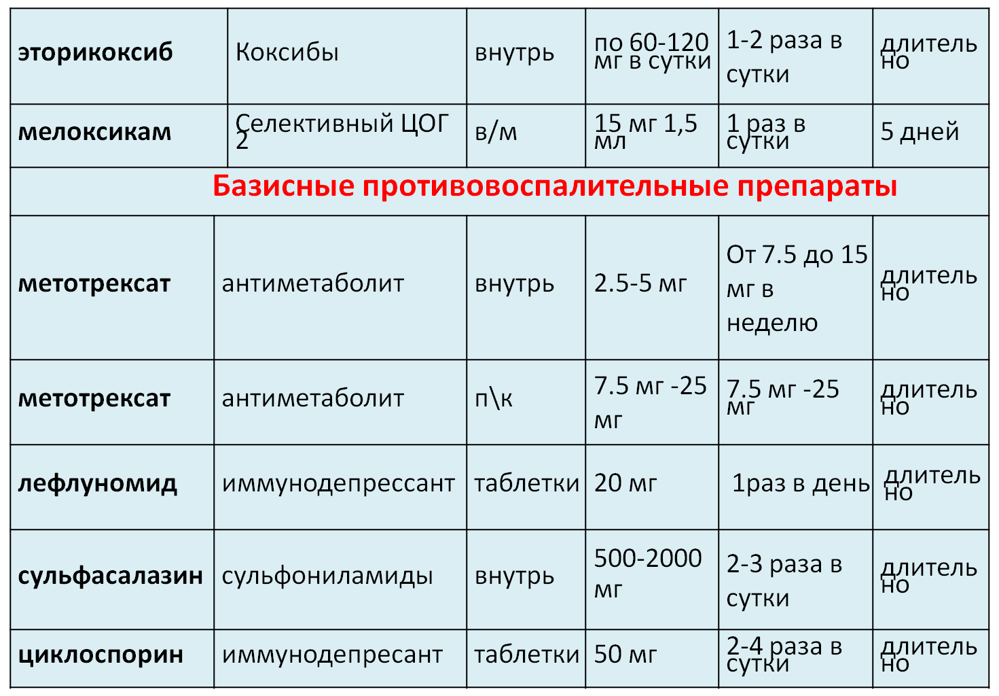 эторикоксиб
Коксибы
внутрь
по 60-120
мг в сутки
1-2 раза в
сутки
длитель
но
мелоксикам
Селективный ЦОГ
2
в/м
15 мг 1,5
мл
1 раз в
сутки
5 дней
Базисные противовоспалительные препараты
метотрексат
антиметаболит
внутрь
2.5-5 мг
От 7.5 до 15
мг в
неделю
длитель
но
метотрексат
антиметаболит
п\к
7.5 мг -25
мг
7.5 мг -25
мг
длитель
но
лефлуномид
иммунодепрессант
таблетки
20 мг
1раз в день
длитель
но
сульфасалазин
сульфониламиды
внутрь
500-2000
мг
2-3 раза в
сутки
длитель
но
циклоспорин
иммунодепресант
таблетки
50 мг
2-4 раза в
сутки
длитель
но